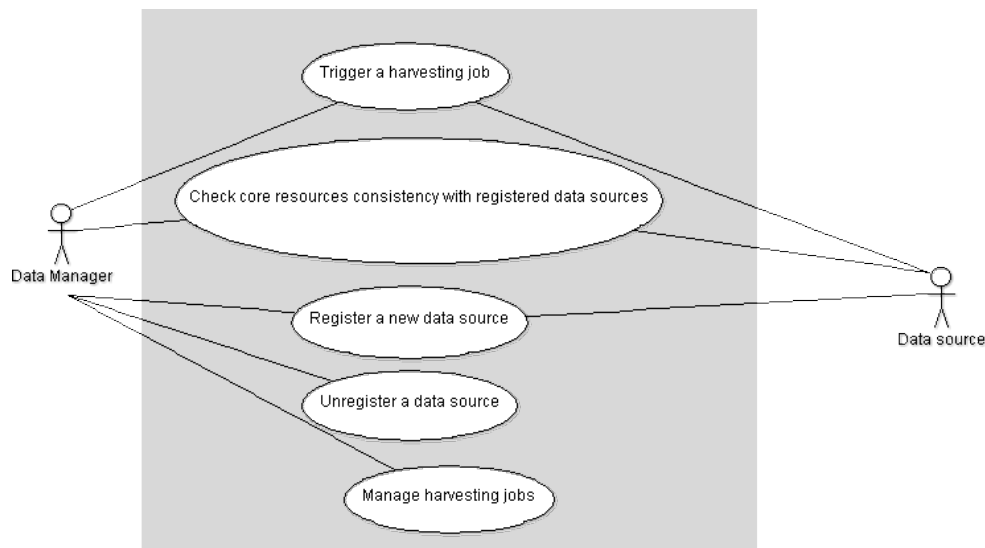 Trigger a harvesting job
Check core resources consistency with registered data sources
Data Manager
Register a new data source
Data source
Unregister a data source
Manage harvesting jobs